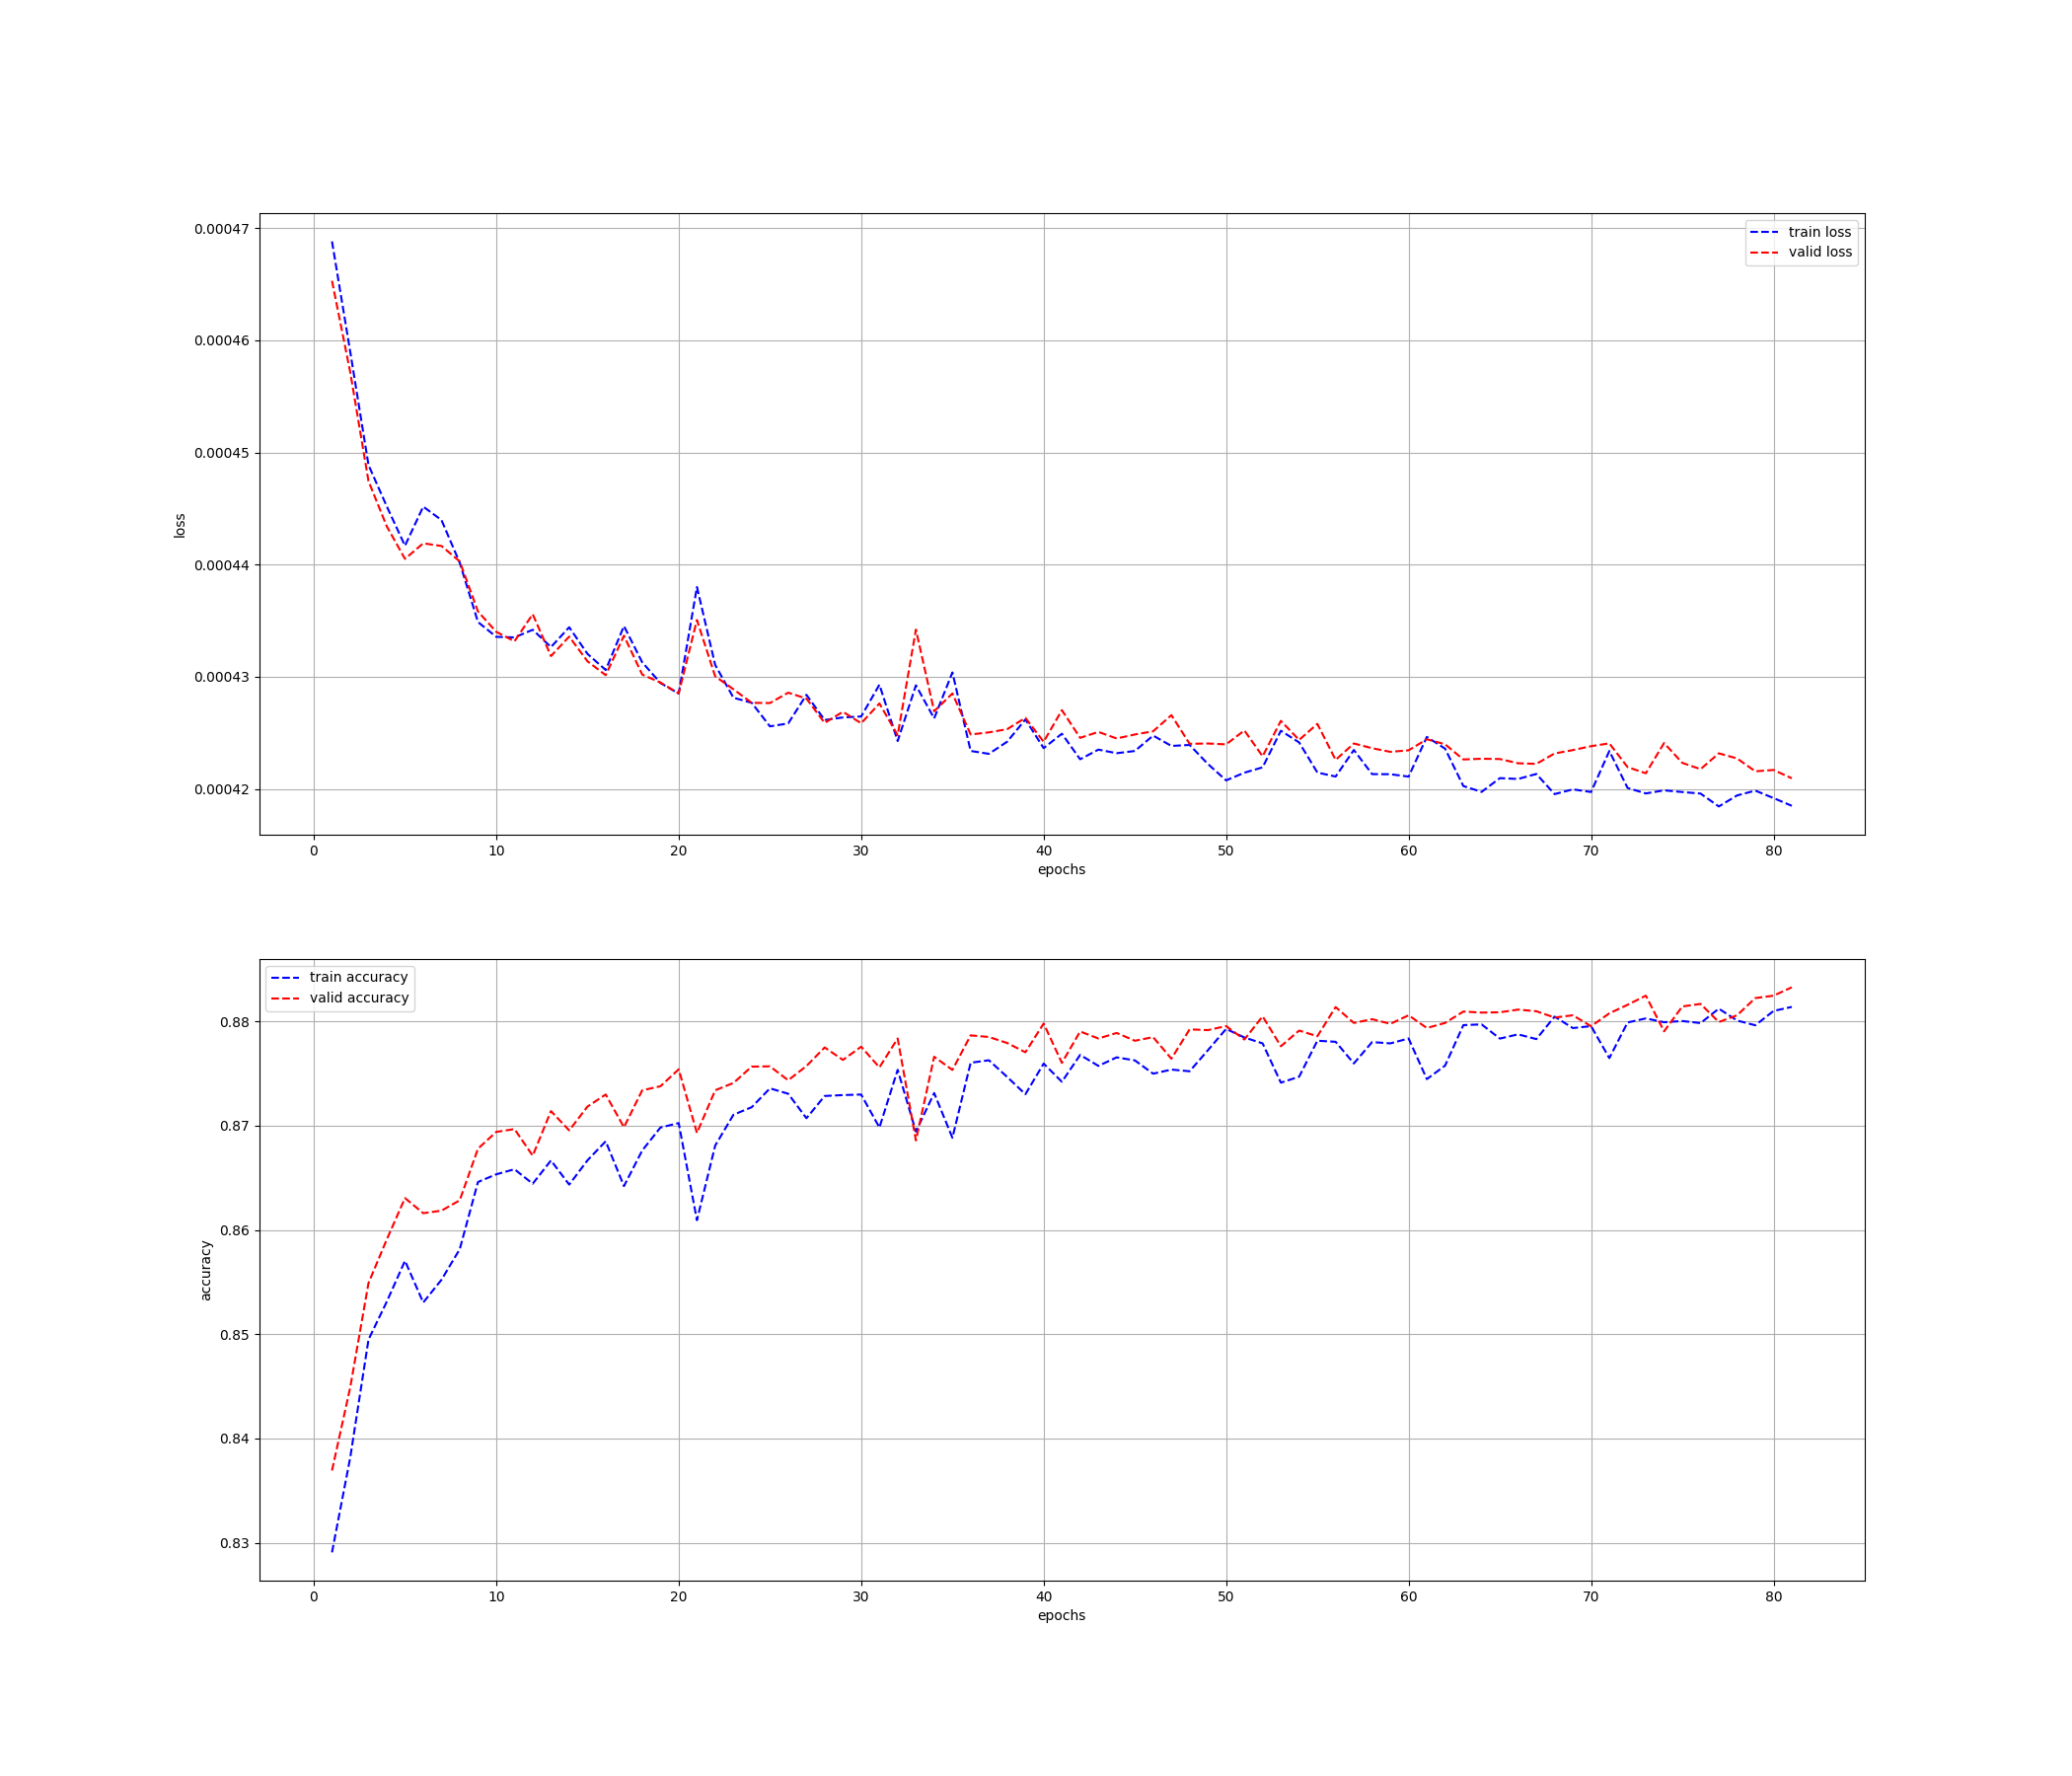 0.00047
0.00046
0.00045
0.00044
0.00043
0.00042
loss
train loss
valid loss
0 10 20 30 40 50 60 70 80
epochs
train accuracy
valid accuracy
0.88
0.87
0.86
0.85
0.84
0.83
accuracy
0 10 20 30 40 50 60 70 80
epochs